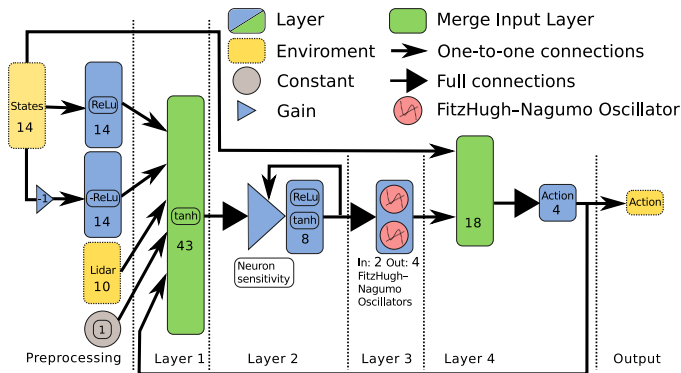 Layer
Merge Input Layer
Enviroment
One-to-one connections
Constant
Full connections
Gain
FitzHugh–Nagumo Oscillator
States
14
ReLu
14
-1
-ReLu
14
Lidar
10
1
tanh
43
Neuron
sensitivity
ReLu
tanh
8
In: 2 Out: 4
FitzHugh–
Nagumo
Oscillators
18
Action
4
Action
Preprocessing
Layer 1
Layer 2
Layer 3
Layer 4
Output